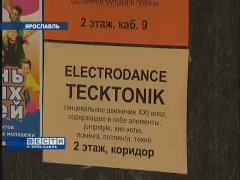 ЯРОСЛАВЛЬ
2 этаж, каб. 9
ELECTRODANCE
TECKTONIK
танцевальное движение XXI века,
содержащее в себе элементы,
jumpstyle, хип-хопа,
локинга, поппинга, техно
2 этаж, коридор
ВЕСТИ
ЯРОСЛАВЛЬ